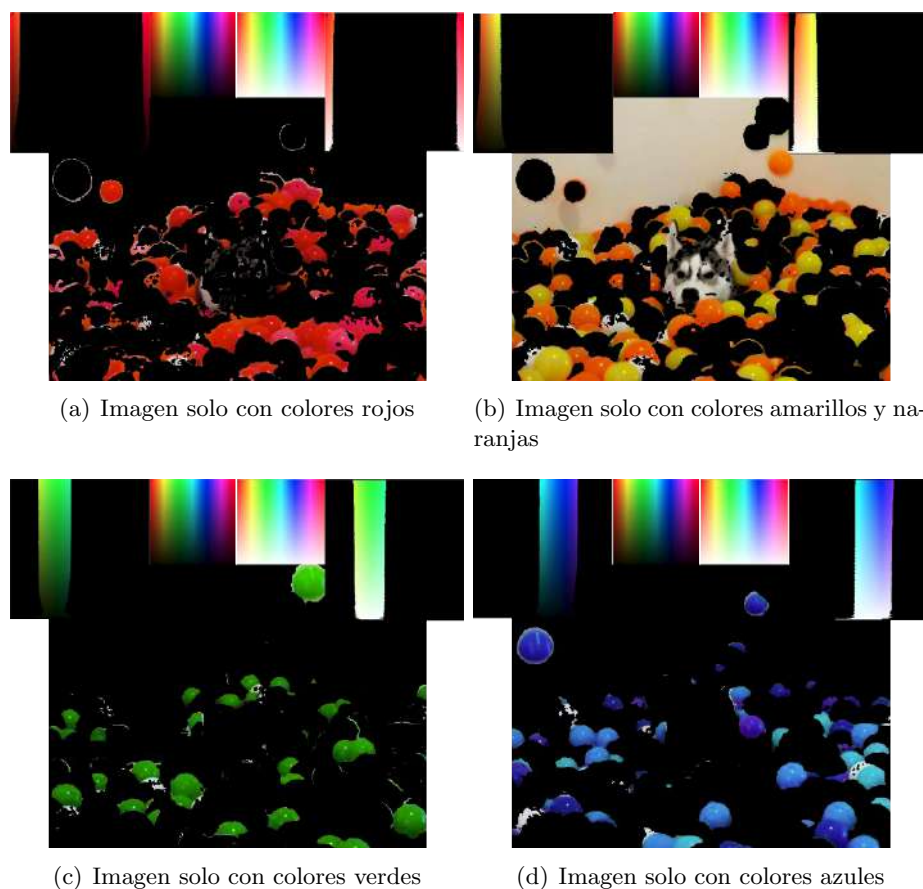 (a) Imagen solo con colores rojos
(b) Imagen solo con colores amarillos y na-
ranjas
(c) Imagen solo con colores verdes
(d) Imagen solo con colores azules